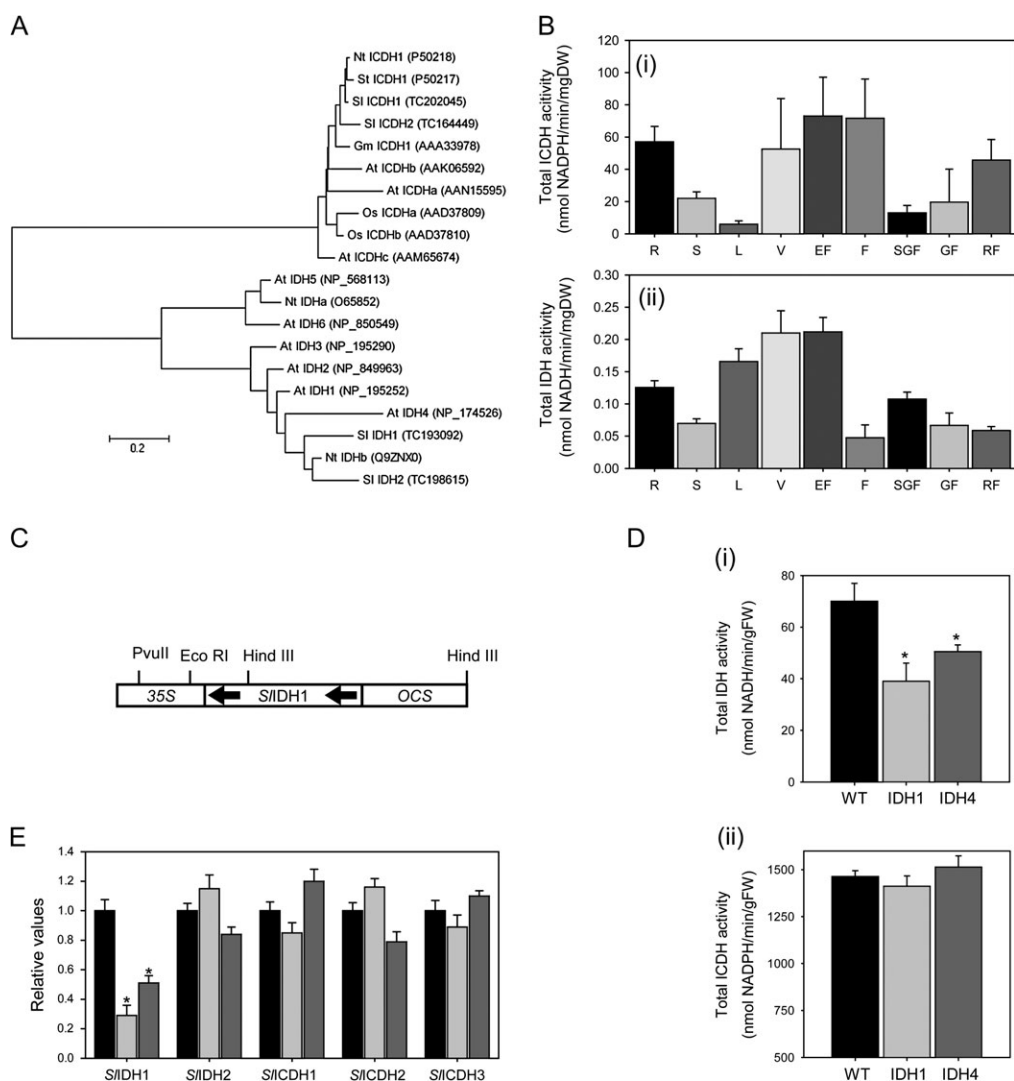 A
Nt ICDH1 (P50218)
St ICDH1 (P50217)
Sl ICDH1 (TC202045)
Sl ICDH2 (TC164449)
Gm ICDH1 (AAA33978)
At ICDHb (AAK06592)
At ICDHa (AAN15595)
Os ICDHa (AAD37809)
Os ICDHb (AAD37810)
At ICDHc (AAM65674)
At IDH5 (NP_568113)
Nt IDHa (O65852)
At IDH6 (NP_850549)
At IDH3 (NP_195290)
At IDH2 (NP_849963)
At IDH1 (NP_195252)
At IDH4 (NP_174526)
Sl IDH1 (TC193092)
Nt IDHb (Q9ZNX0)
Sl IDH2 (TC198615)
0.2
B
(i)
Total ICDH acitivity
(nmol NADPH/min/mgDW)
120
100
80
60
40
20
0
R S L V EF F SGF GF RF
(ii)
Total IDH acitivity
(nmol NADH/min/mgDW)
0.30
0.25
0.20
0.15
0.10
0.05
0.00
R S L V EF F SGF GF RF
C
PvuII Eco RI Hind III Hind III
35S SlIDH1 OCS
D
(i)
Total IDH activity
(nmol NADH/min/gFW)
80
60
40
20
0
* *
WT IDH1 IDH4
(ii)
Total ICDH activity
(nmol NADPH/min/gFW)
1500
1250
1000
750
500
WT IDH1 IDH4
E
Relative values
1.4
1.2
1.0
0.8
0.6
0.4
0.2
0.0
* *
SlIDH1 SlIDH2 SlICDH1 SlICDH2 SlICDH3